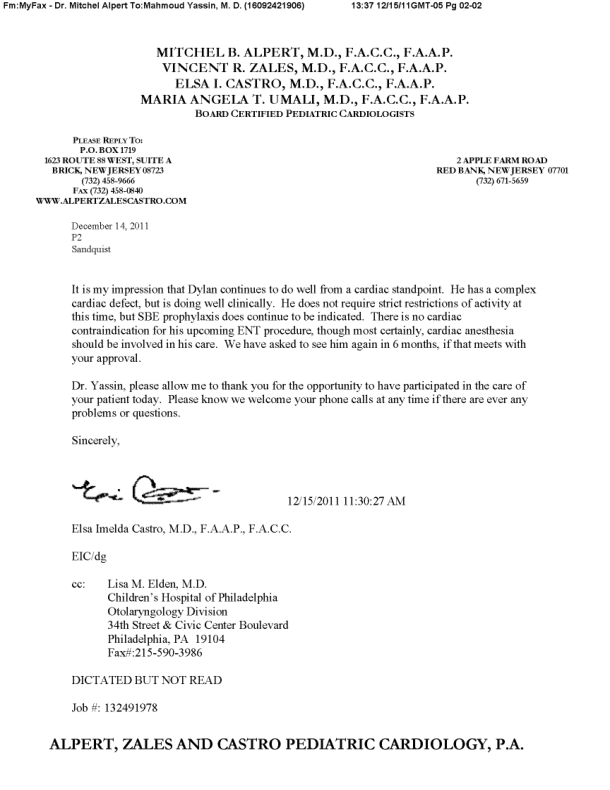 Fm:MyFax - Dr. Mitchel Alpert To:Mahmoud Yassin, M. D. (16092421906) 13:37 12/15/11GMT-05 Pg 02-02
MITCHEL B. ALPERT, M.D., F.A.C.C., F.A.A.P.
VINCENT R. ZALES, M.D., F.A.C.C., F.A.A.P.
ELSA I. CASTRO, M.D., F.A.C.C., F.A.A.P.
MARIA ANGELA T. UMALI, M.D., F.A.C.C., F.A.A.P.
BOARD CERTIFIED PEDIATRIC CARDIOLOGISTS
PLEASE REPLY TO:
P.O. BOX 1719
1623 ROUTE 88 WEST, SUITE A
BRICK, NEW JERSEY 08723
(732) 458-9666
FAX (732) 458-0840
WWW.ALPERTZALESCASTRO.COM
2 APPLE FARM ROAD
RED BANK, NEW JERSEY 07701
(732) 671-5659
December 14, 2011
P2
Sandquist
It is my impression that Dylan continues to do well from a cardiac standpoint. He has a complex
cardiac defect, but is doing well clinically. He does not require strict restrictions of activity at
this time, but SBE prophylaxis does continue to be indicated. There is no cardiac
contraindication for his upcoming ENT procedure, though most certainly, cardiac anesthesia
should be involved in his care. We have asked to see him again in 6 months, if that meets with
your approval.
Dr. Yassin, please allow me to thank you for the opportunity to have participated in the care of
your patient today. Please know we welcome your phone calls at any time if there are ever any
problems or questions.
Sincerely,
12/15/2011 11:30:27 AM
Elsa Imelda Castro, M.D., F.A.A.P., F.A.C.C.
EIC/dg
cc: Lisa M. Elden, M.D.
Children's Hospital of Philadelphia
Otolaryngology Division
34th Street & Civic Center Boulevard
Philadelphia, PA 19104
Fax#:215-590-3986
DICTATED BUT NOT READ
Job #: 132491978
ALPERT, ZALES AND CASTRO PEDIATRIC CARDIOLOGY, P.A.